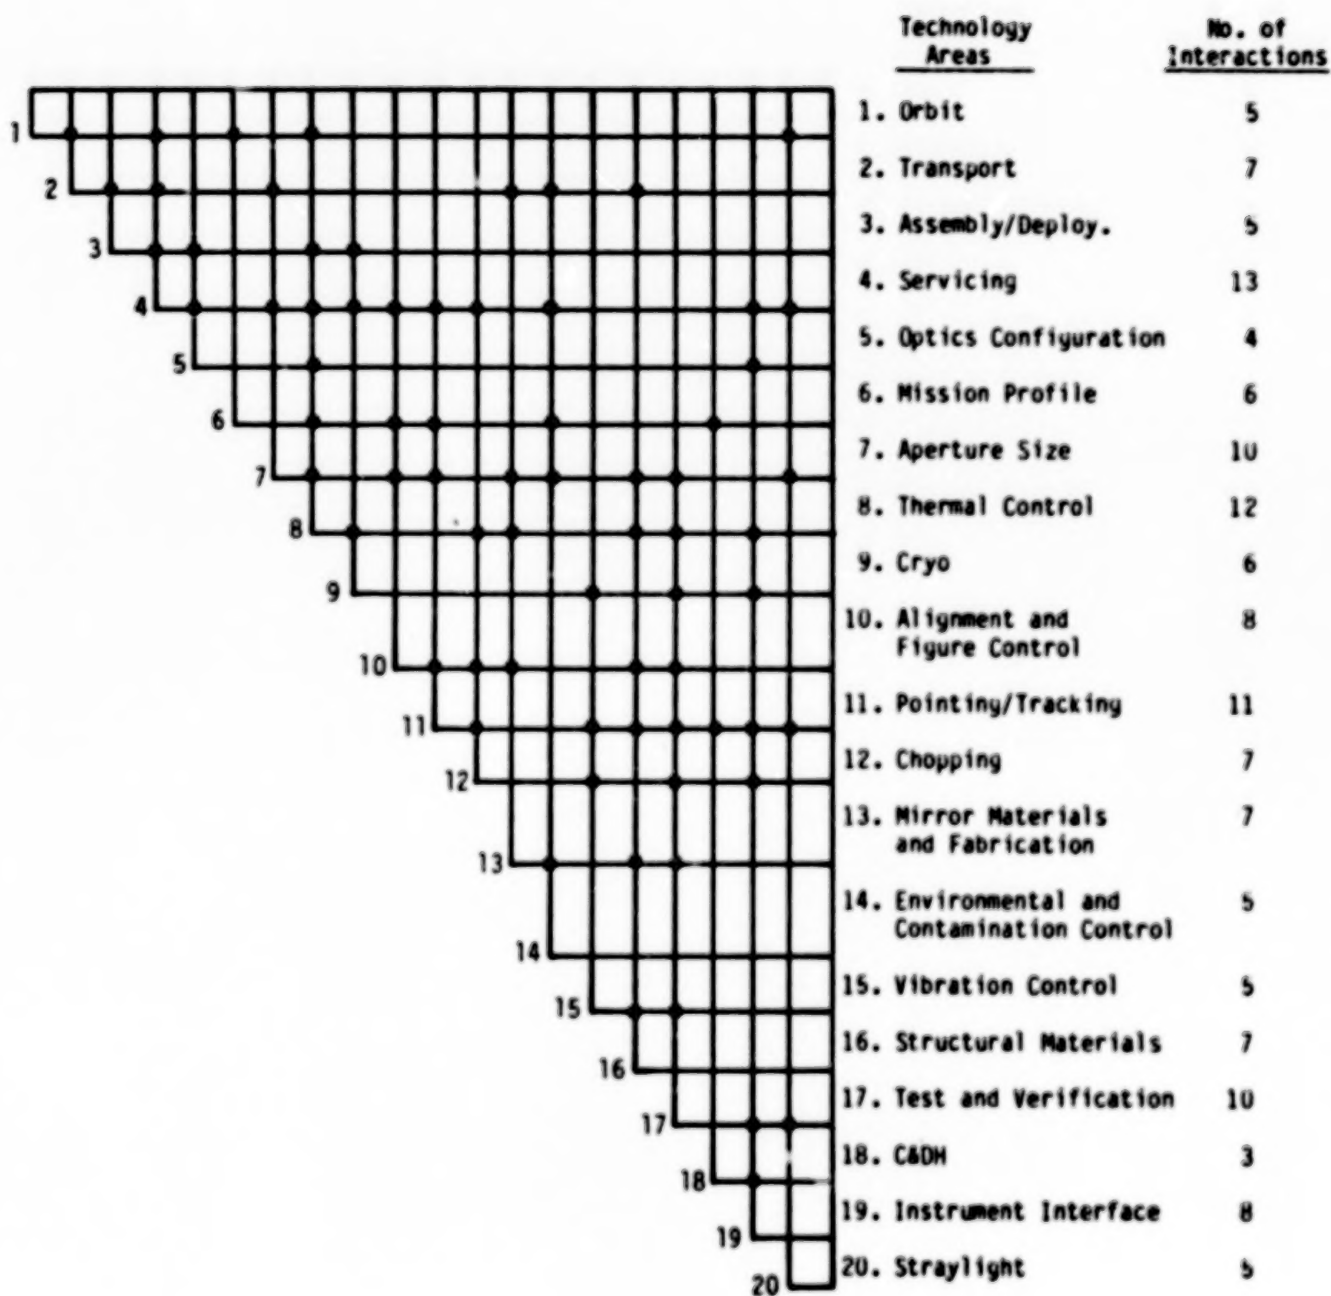 Technology No. of
Areas Interactions
1 1. Orbit 5
2 2. Transport 7
3 3. Assembly/Deploy. 5
4 4. Servicing 13
5 5. Optics Configuration 4
6 6. Mission Profile 6
7 7. Aperture Size 10
8 8. Thermal Control 12
9 9. Cryo 6
10 10. Alignment and 8
Figure Control
11 11. Pointing/Tracking 11
12 12. Chopping 7
13 13. Mirror Materials 7
and Fabrication
14 14. Environmental and 5
Contamination Control
15 15. Vibration Control 5
16 16. Structural Materials 7
17 17. Test and Verification 10
18 18. C&DH 3
19 19. Instrument Interface 8
20 20. Straylight 5